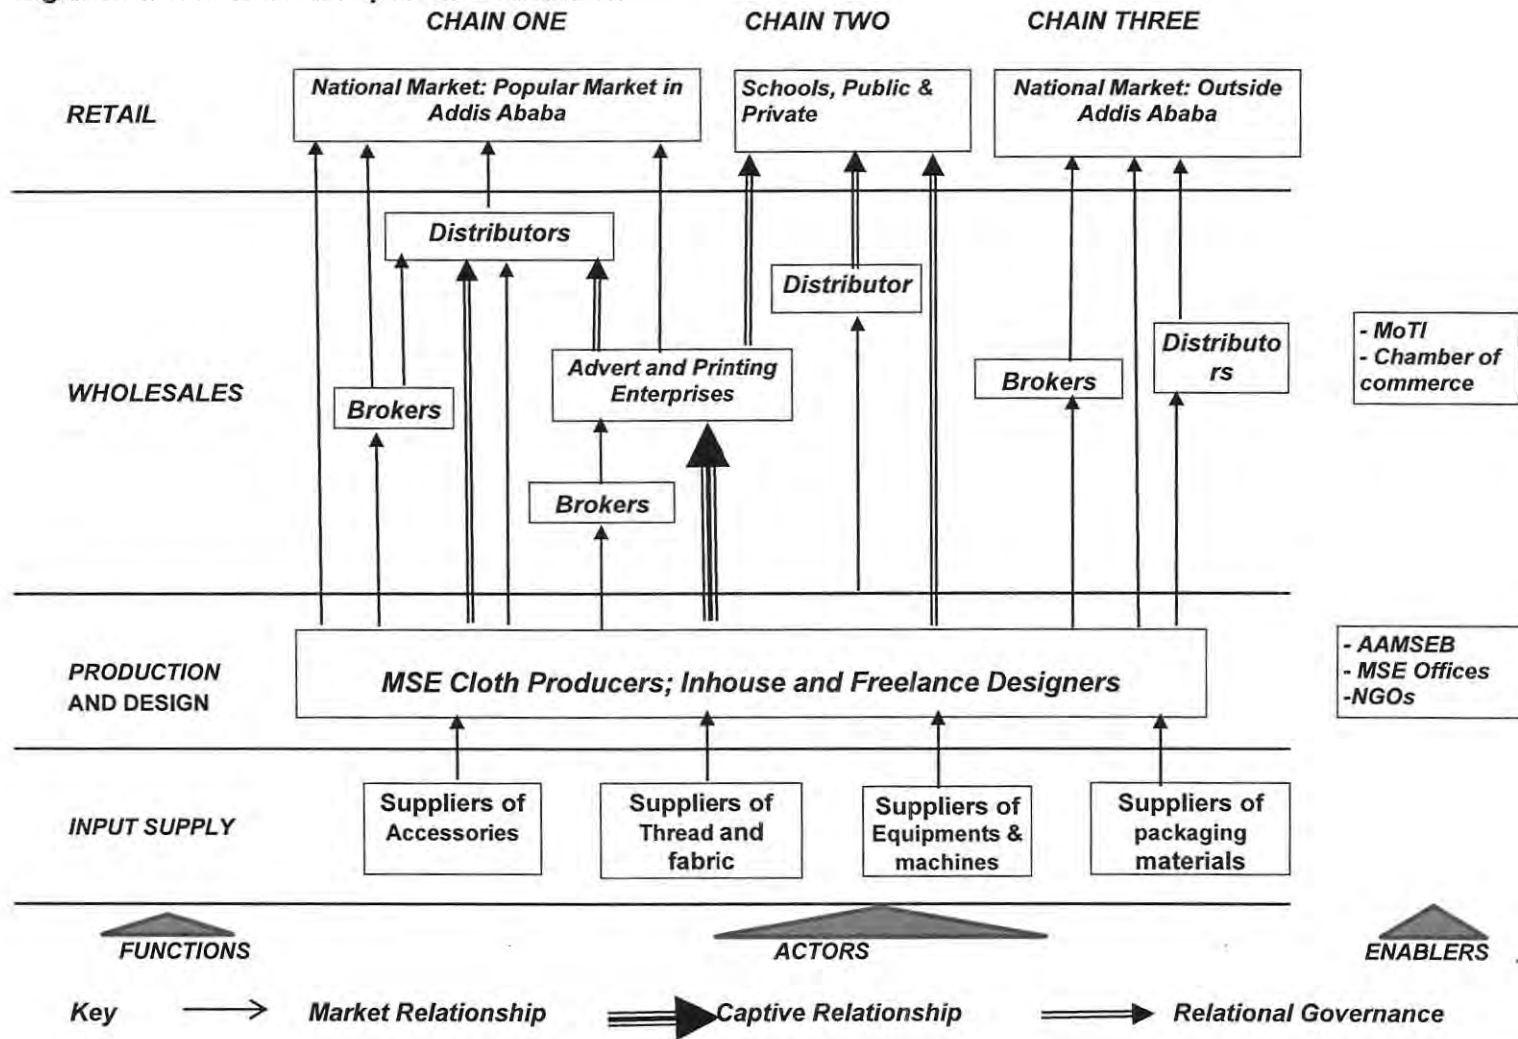 CHAIN ONE CHAIN TWO CHAIN THREE
RETAIL
National Market: Popular Market in
Addis Ababa
Schools, Public &
Private
National Market: Outside
Addis Ababa
WHOLESALES
Distributors
Distributor
Distributo
rs
Brokers
Advert and Printing
Enterprises
Brokers
Brokers
- MoTI
- Chamber of
commerce
PRODUCTION
AND DESIGN
MSE Cloth Producers; Inhouse and Freelance Designers
- AAMSEB
- MSE Offices
-NGOs
INPUT SUPPLY
Suppliers of
Accessories
Suppliers of
Thread and
fabric
Suppliers of
Equipments &
machines
Suppliers of
packaging
materials
FUNCTIONS ACTORS ENABLERS
Key Market Relationship Captive Relationship Relational Governance